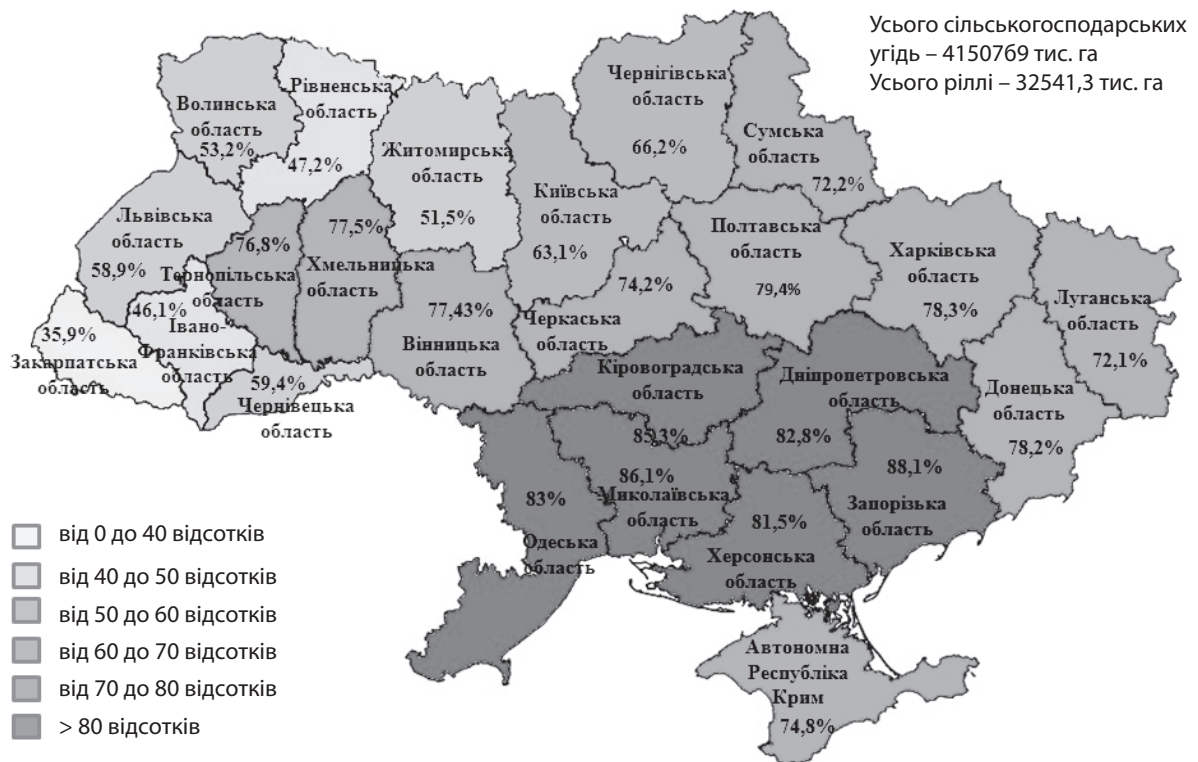 Усього сільськогосподарських
угідь – 4150769 тис. га
Усього ріллі – 32541,3 тис. га
Волинська
область
53,2%
Рівненська
область
47,2%
Житомирська
область
51,5%
Київська
область
63,1%
Чернігівська
область
66,2%
Сумська
область
72,2%
Львівська
область
58,9%
76,8%
Тернопільська
область
77,5%
Хмельницька
область
77,43%
Вінницька
область
74,2%
Черкаська
область
Полтавська
область
79,4%
Харківська
область
78,3%
Луганська
область
72,1%
35,9%
Закарпатська
область
46,1%
Івано-
Франківська
область
59,4%
Чернівецька
область
Кіровоградська
область
85,3%
Дніпропетровська
область
82,8%
Донецька
область
78,2%
83%
Одеська
область
86,1%
Миколаївська
область
81,5%
Херсонська
область
88,1%
Запорізька
область
Автономна
Республіка
Крим
74,8%
від 0 до 40 відсотків
від 40 до 50 відсотків
від 50 до 60 відсотків
від 60 до 70 відсотків
від 70 до 80 відсотків
> 80 відсотків